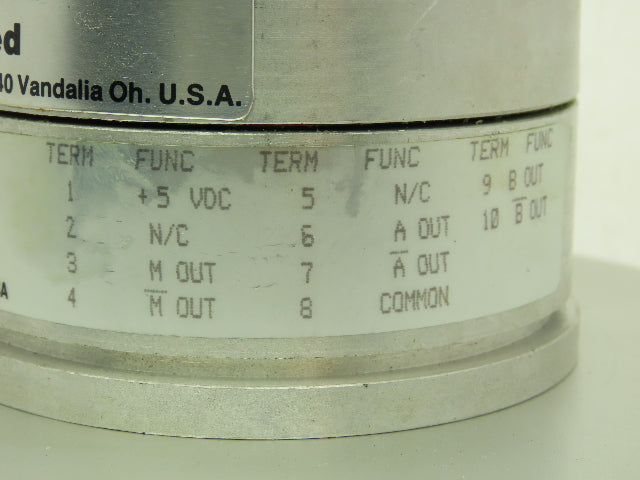 ed
40 Vandalia Oh. U.S.A.
TERM FUNC TERM FUNC TERM FUNC
1 +5 VDC 5 N/C 9 B OUT
2 N/C 6 A OUT 10 B̅ OUT
3 M OUT 7 A̅ OUT
4 M̅ OUT 8 COMMON
A